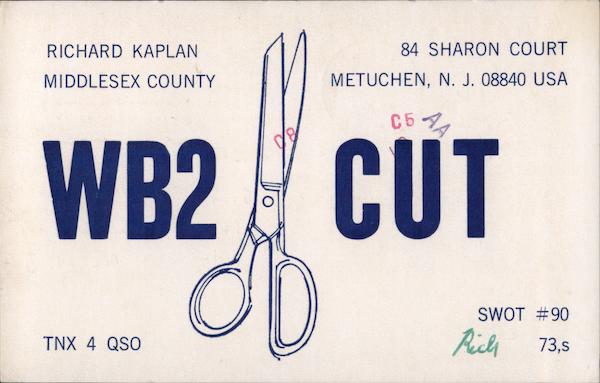 RICHARD KAPLAN
MIDDLESEX COUNTY
84 SHARON COURT
METUCHEN, N. J. 08840 USA
C8
C5 AA
WB2 CUT
TNX 4 QSO
SWOT #90
Rich 73,s